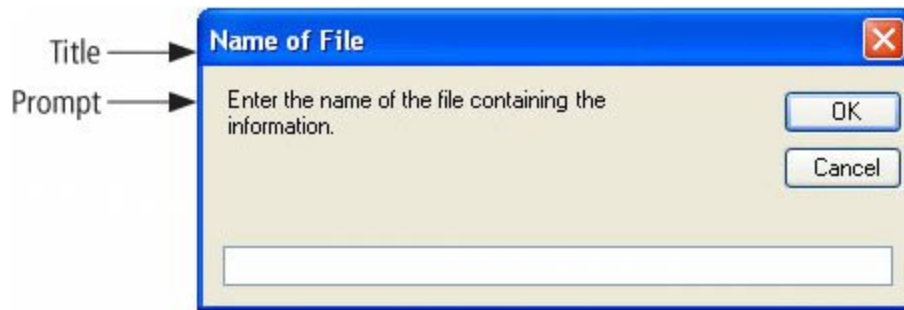 Title
Name of File
Prompt
Enter the name of the file containing the
information.
OK
Cancel